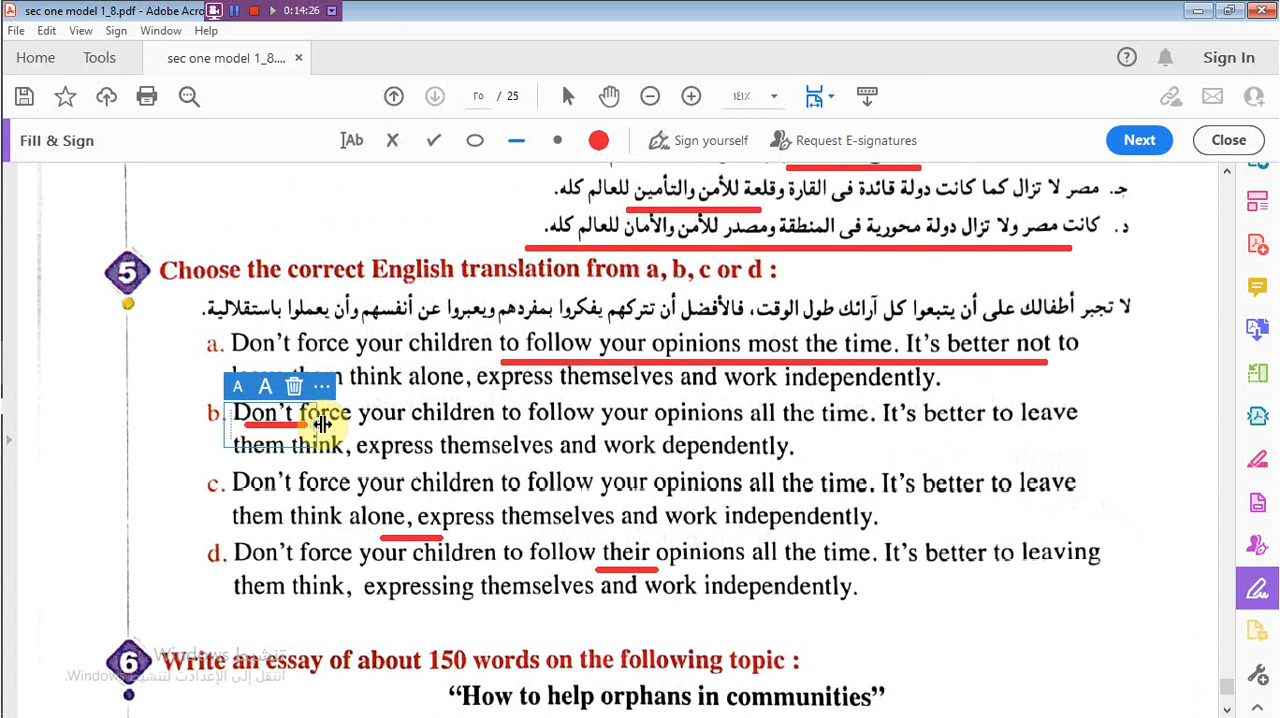 sec one model 1_8.pdf - Adobe Acro
0:14:26
File Edit View Sign Window Help
Home Tools sec one model 1_8.... × Sign In
٢٥ / 25 ١٤١٪
Fill & Sign Ab Sign yourself Request E-signatures Next Close
جـ. مصر لا تزال كما كانت دولة قائدة فى القارة وقلعة للأمن والتأمين للعالم كله.
د. كانت مصر ولا تزال دولة محورية فى المنطقة ومصدر للأمن والأمان للعالم كله.
5 Choose the correct English translation from a, b, c or d :
لا تجبر أطفالك على أن يتبعوا كل آرائك طول الوقت، فالأفضل أن تتركهم يفكروا بمفردهم ويعبروا عن أنفسهم وأن يعملوا باستقلالية.
a. Don't force your children to follow your opinions most the time. It's better not to
think alone, express themselves and work independently.
A A ...
b. Don't force your children to follow your opinions all the time. It's better to leave
them think, express themselves and work dependently.
c. Don't force your children to follow your opinions all the time. It's better to leave
them think alone, express themselves and work independently.
d. Don't force your children to follow their opinions all the time. It's better to leaving
them think, expressing themselves and work independently.
تنشيط Windows
انتقل إلى الإعدادات لتنشيط Windows.
6 Write an essay of about 150 words on the following topic :
“How to help orphans in communities”